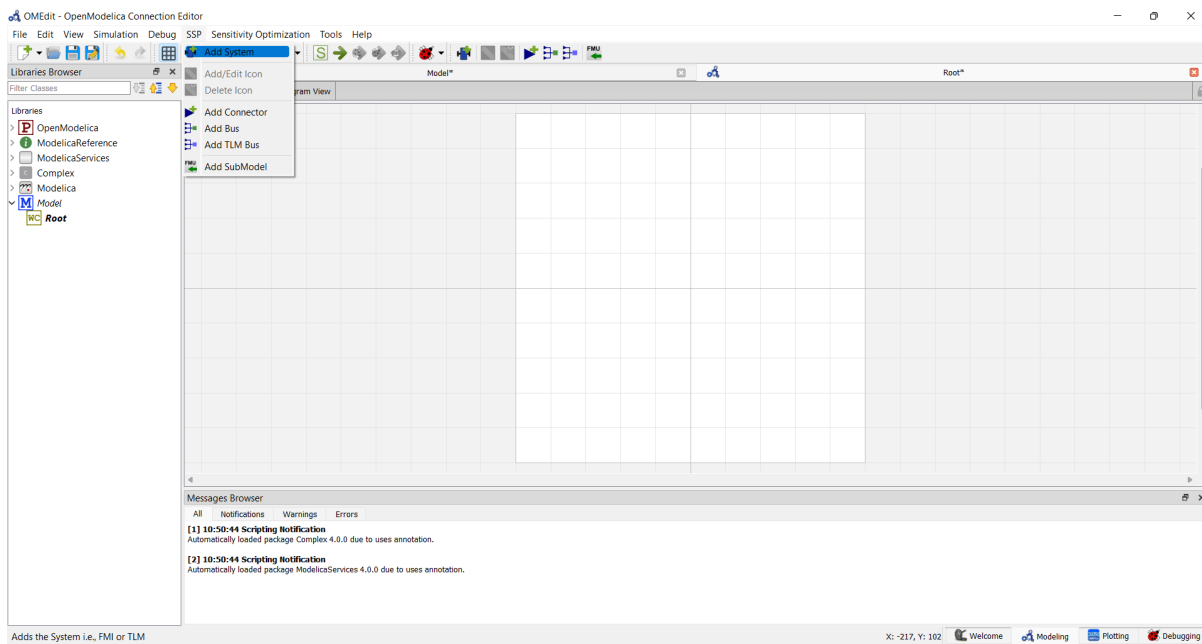 OMEdit - OpenModelica Connection Editor
File Edit View Simulation Debug SSP Sensitivity Optimization Tools Help
S
FMU
Libraries Browser
Filter Classes
Libraries
P OpenModelica
i ModelicaReference
ModelicaServices
C Complex
Modelica
M Model
WC Root
Add System
Add/Edit Icon
Delete Icon
Add Connector
Add Bus
Add TLM Bus
FMU Add SubModel
Model*
Root*
gram View
Messages Browser
All Notifications Warnings Errors
[1] 10:50:44 Scripting Notification
Automatically loaded package Complex 4.0.0 due to uses annotation.
[2] 10:50:44 Scripting Notification
Automatically loaded package ModelicaServices 4.0.0 due to uses annotation.
Adds the System i.e., FMI or TLM
X: -217, Y: 102 Welcome Modeling Plotting Debugging